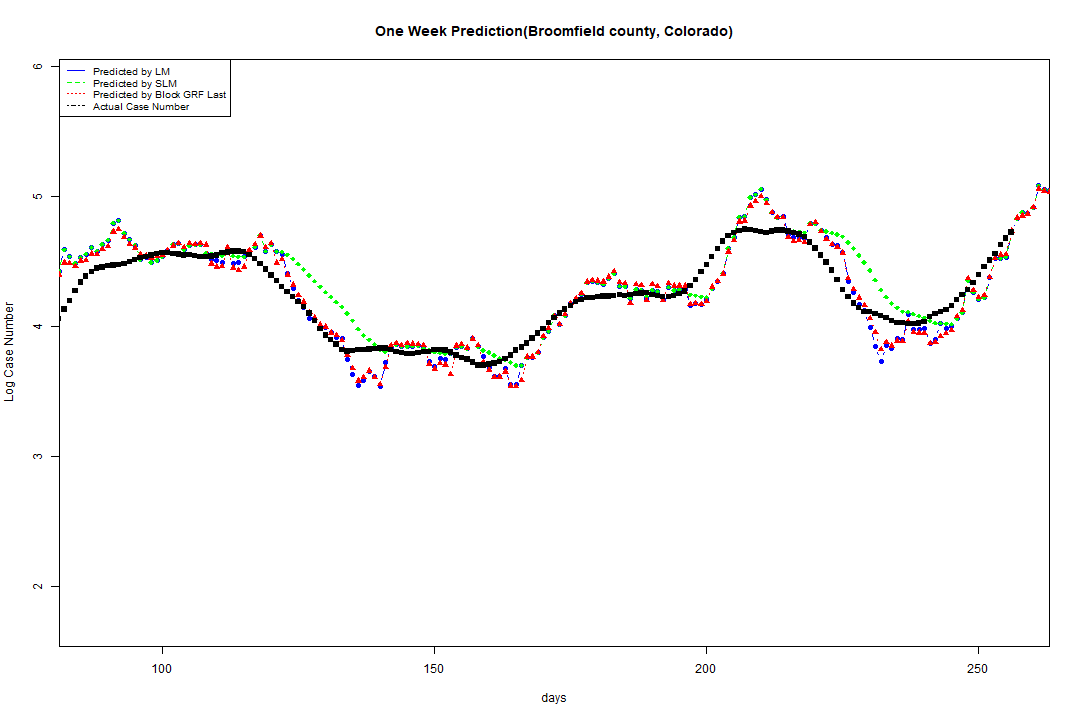 One Week Prediction(Broomfield county, Colorado)
Predicted by LM
Predicted by SLM
Predicted by Block GRF Last
Actual Case Number
6
5
4
3
2
Log Case Number
100
150
200
250
days